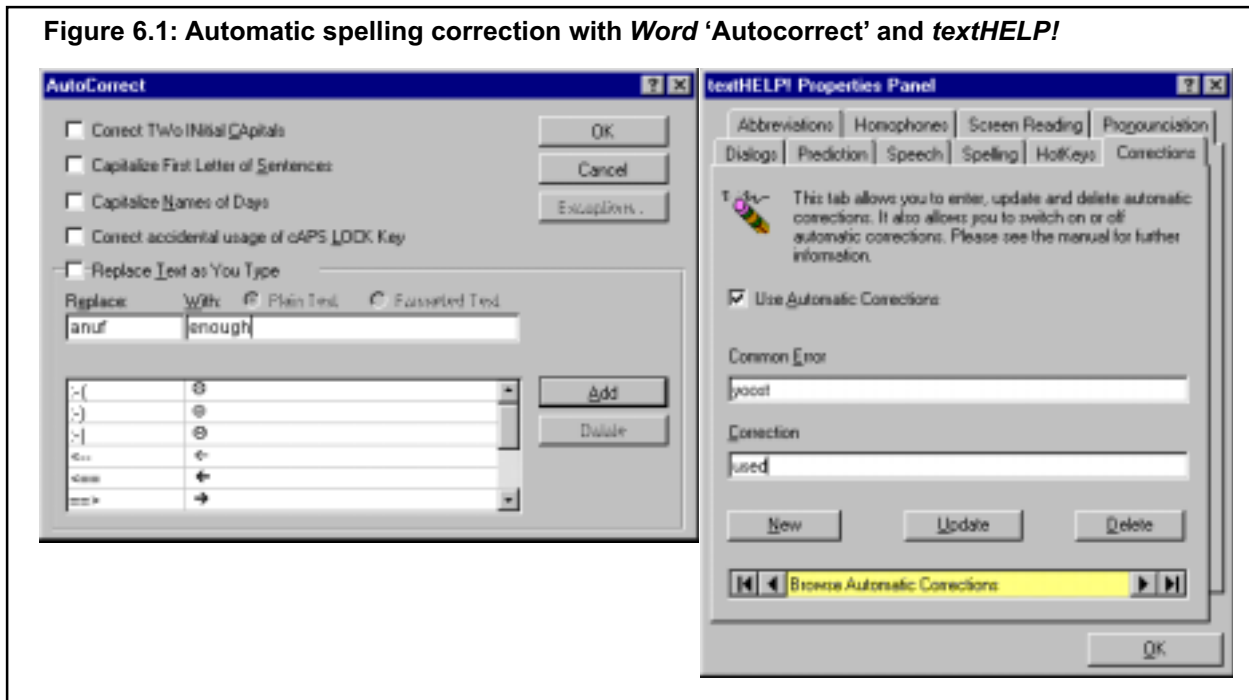 Figure 6.1: Automatic spelling correction with Word ‘Autocorrect’ and textHELP!
AutoCorrect
Correct TWo INitial CApitals
Capitalize First Letter of Sentences
Capitalize Names of Days
Correct accidental usage of cAPS LOCK Key
Replace Text as You Type
Replace: With: Plain Text Formatted Text
anuf enough
:-( ☹
:-) ☺
:-| 😐
<-- ←
<== 🡸
==> ➔
OK
Cancel
Exceptions...
Add
Delete
textHELP! Properties Panel
Abbreviations Homophones Screen Reading Pronounciation
Dialogs Prediction Speech Spelling HotKeys Corrections
This tab allows you to enter, update and delete automatic
corrections. It also allows you to switch on or off
automatic corrections. Please see the manual for further
information.
Use Automatic Corrections
Common Error
yoost
Correction
used
New Update Delete
Browse Automatic Corrections
OK